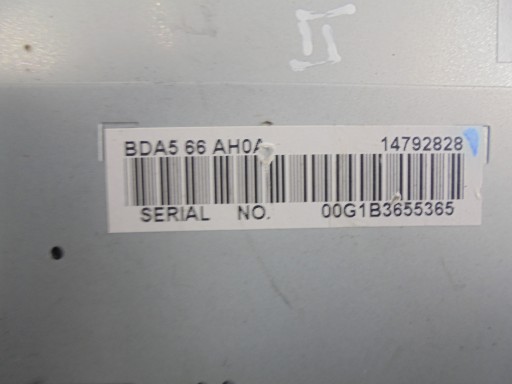 BDA5 66 AH0A 14792828
SERIAL NO. 00G1B3655365